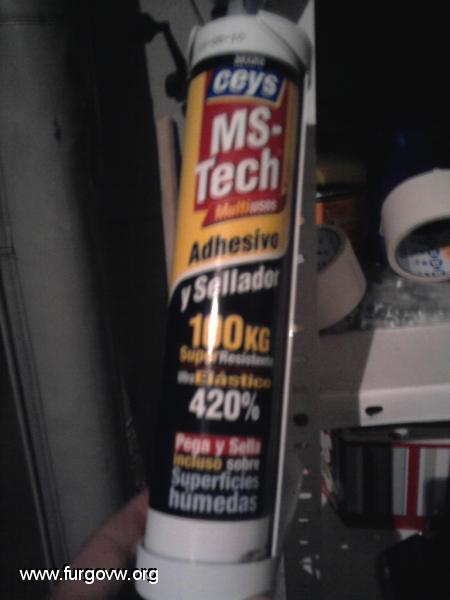 ceys
MS-
Tech
Multiusos
Adhesivo
y Sellador
100KG
Super Resistente
Elástico
420%
Pega y Sella
incluso sobre
Superficies
húmedas
www.furgovw.org